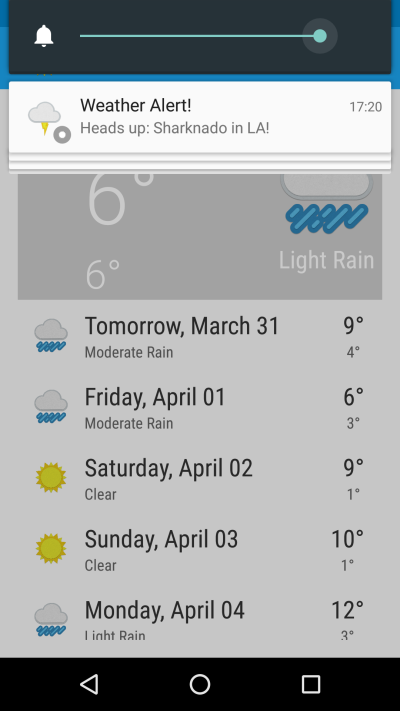 Weather Alert!
17:20
Heads up: Sharknado in LA!
6°
6°
Light Rain
Tomorrow, March 31
9°
Moderate Rain
4°
Friday, April 01
6°
Moderate Rain
3°
Saturday, April 02
9°
Clear
1°
Sunday, April 03
10°
Clear
1°
Monday, April 04
12°
Light Rain
3°